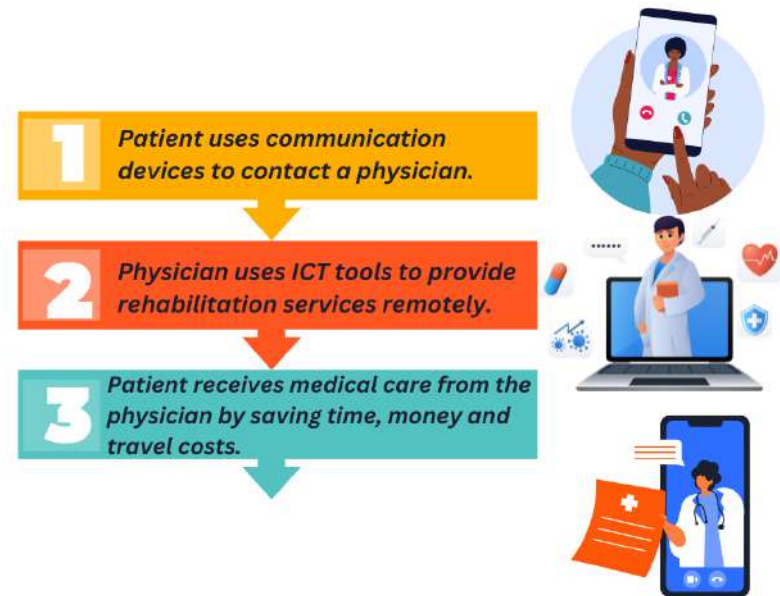 1
Patient uses communication
devices to contact a physician.
2
Physician uses ICT tools to provide
rehabilitation services remotely.
3
Patient receives medical care from the
physician by saving time, money and
travel costs.